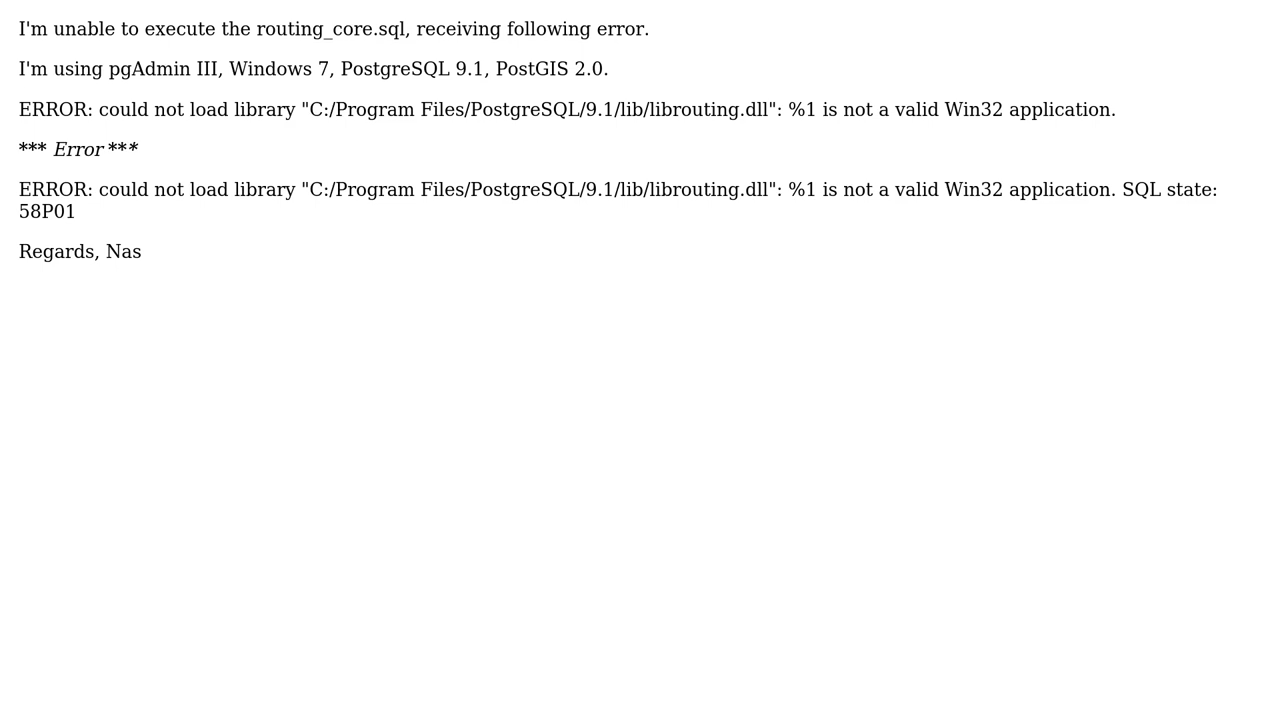 I'm unable to execute the routing_core.sql, receiving following error.
I'm using pgAdmin III, Windows 7, PostgreSQL 9.1, PostGIS 2.0.
ERROR: could not load library "C:/Program Files/PostgreSQL/9.1/lib/librouting.dll": %1 is not a valid Win32 application.
*** Error ***
ERROR: could not load library "C:/Program Files/PostgreSQL/9.1/lib/librouting.dll": %1 is not a valid Win32 application. SQL state:
58P01
Regards, Nas